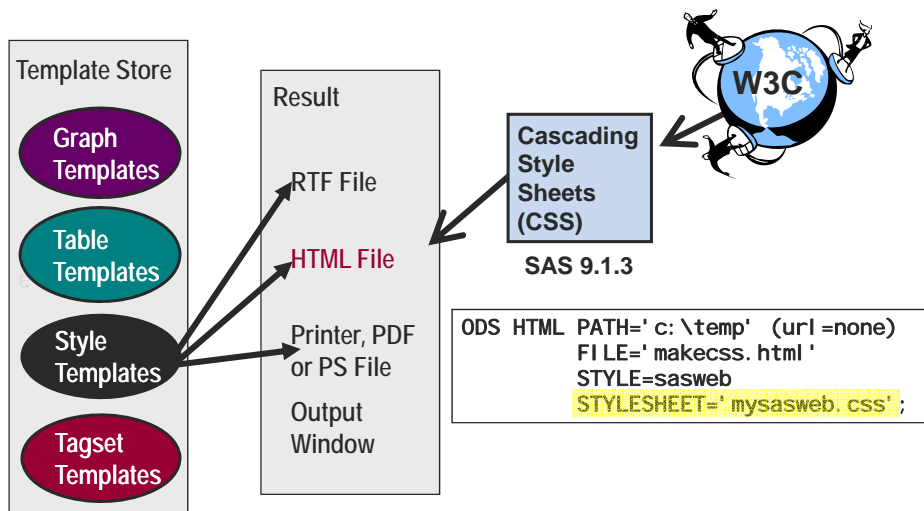 Template Store
Graph
Templates
Table
Templates
Style
Templates
Tagset
Templates
Result
RTF File
HTML File
Printer, PDF
or PS File
Output
Window
Cascading
Style
Sheets
(CSS)
SAS 9.1.3
W3C
ODS HTML PATH='c:\temp' (url=none)
FILE='makecss.html'
STYLE=sasweb
STYLESHEET='mysasweb.css';